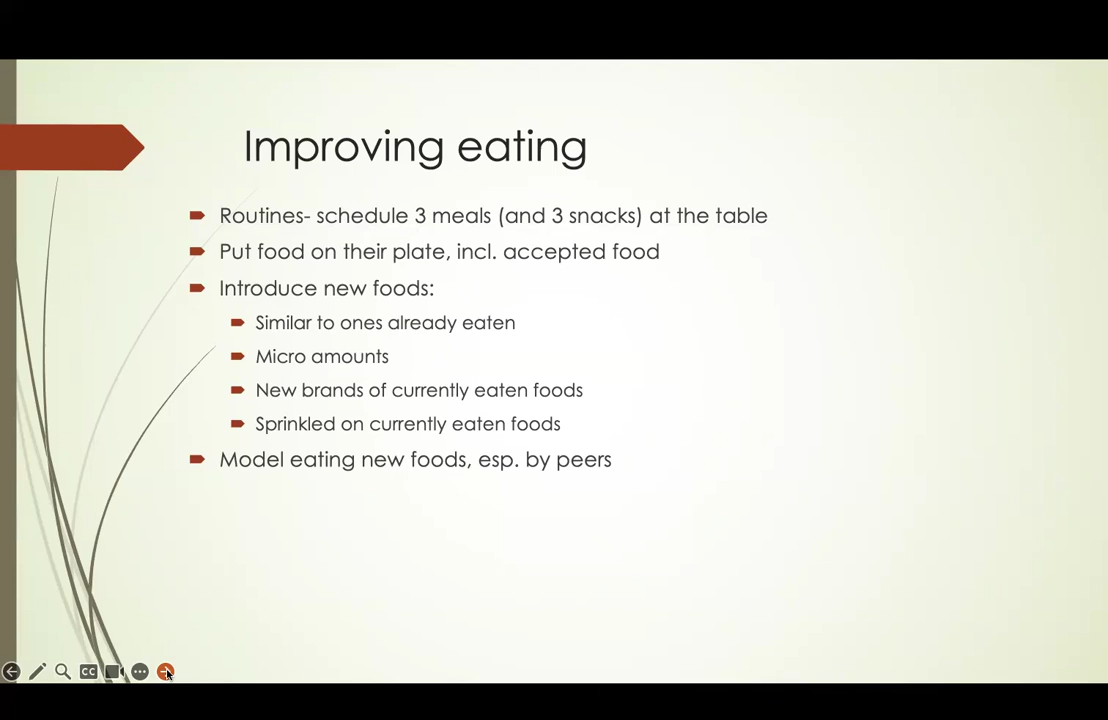 Improving eating
Routines- schedule 3 meals (and 3 snacks) at the table
Put food on their plate, incl. accepted food
Introduce new foods:
Similar to ones already eaten
Micro amounts
New brands of currently eaten foods
Sprinkled on currently eaten foods
Model eating new foods, esp. by peers
CC